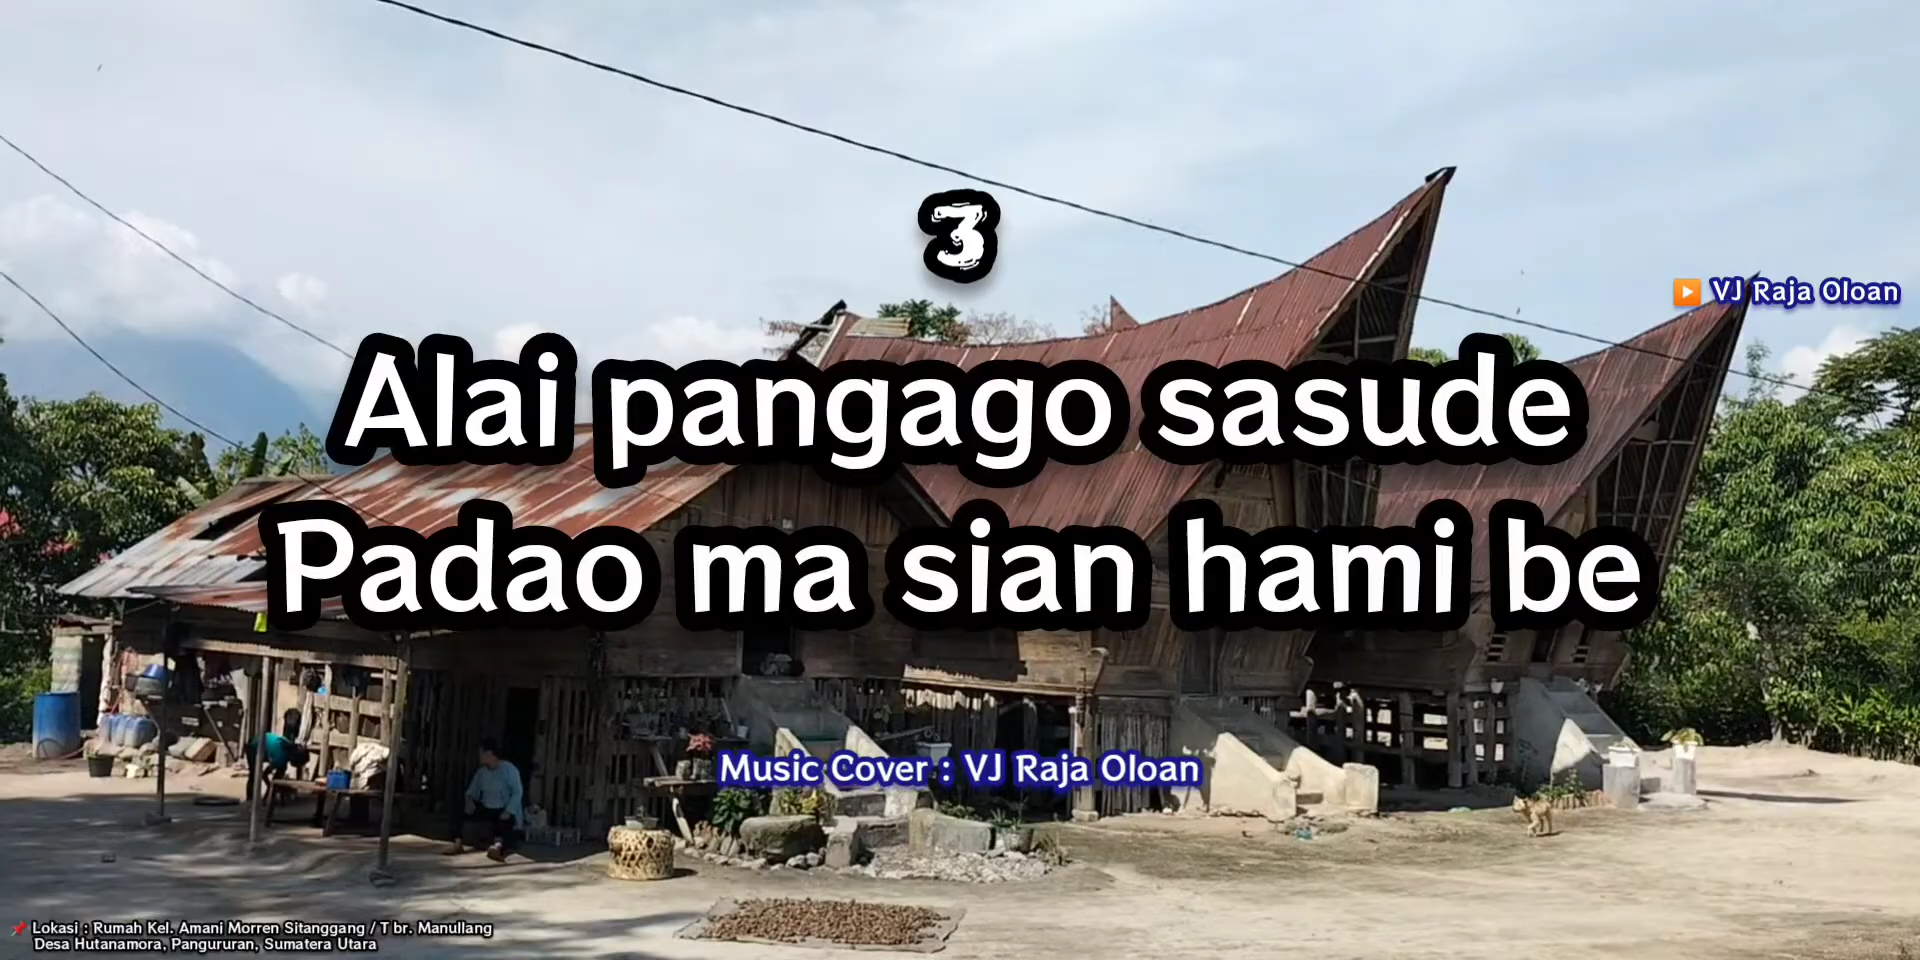 3
VJ Raja Oloan
Alai pangago sasude
Padao ma sian hami be
Music Cover : VJ Raja Oloan
Lokasi : Rumah Kel. Amani Morren Sitanggang / T br. Manullang
Desa Hutanamora, Pangururan, Sumatera Utara